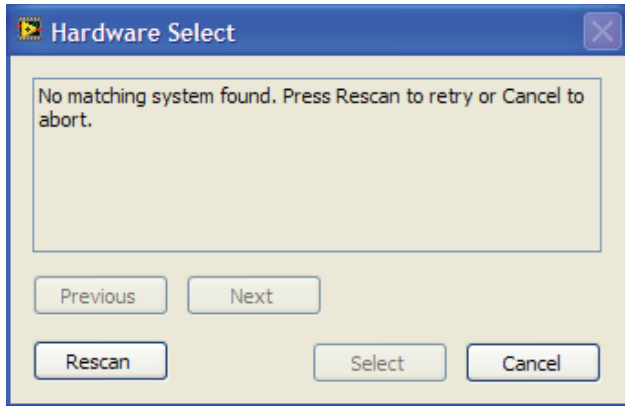 Hardware Select
No matching system found. Press Rescan to retry or Cancel to
abort.
Previous Next
Rescan Select Cancel